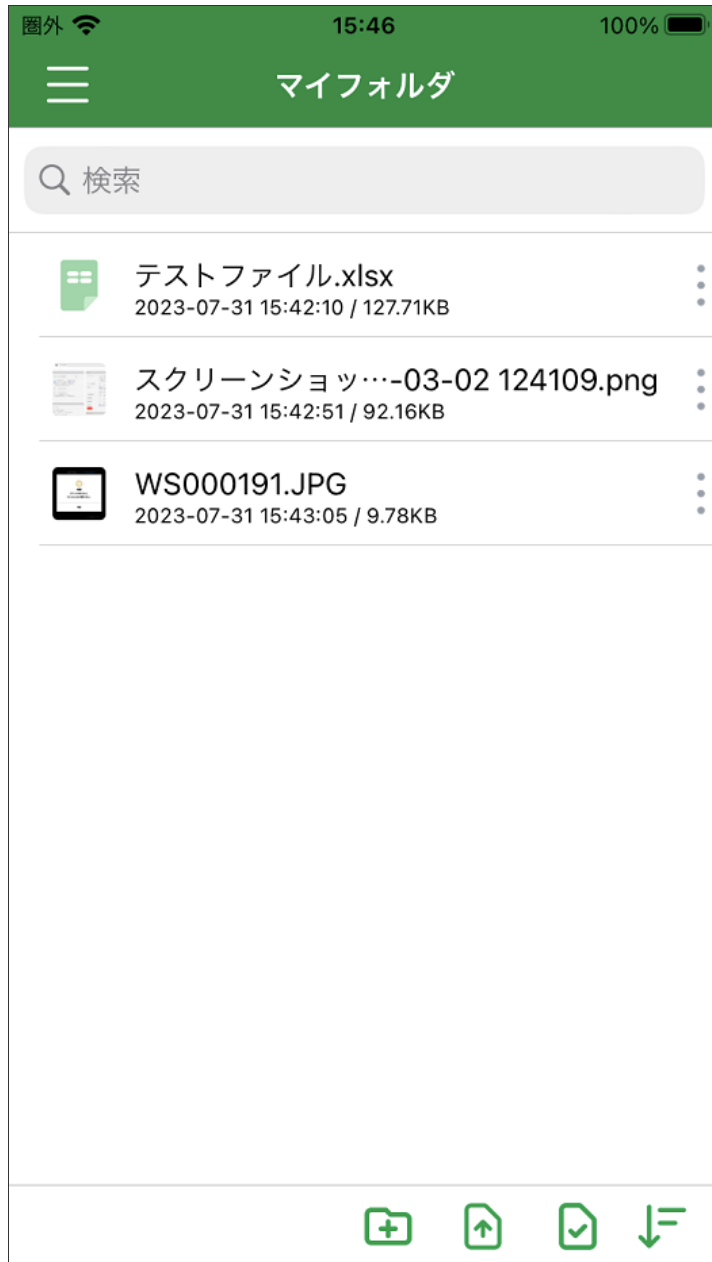 圏外 15:46 100%
マイフォルダ
検索
テストファイル.xlsx
2023-07-31 15:42:10 / 127.71KB
スクリーンショッ…-03-02 124109.png
2023-07-31 15:42:51 / 92.16KB
WS000191.JPG
2023-07-31 15:43:05 / 9.78KB